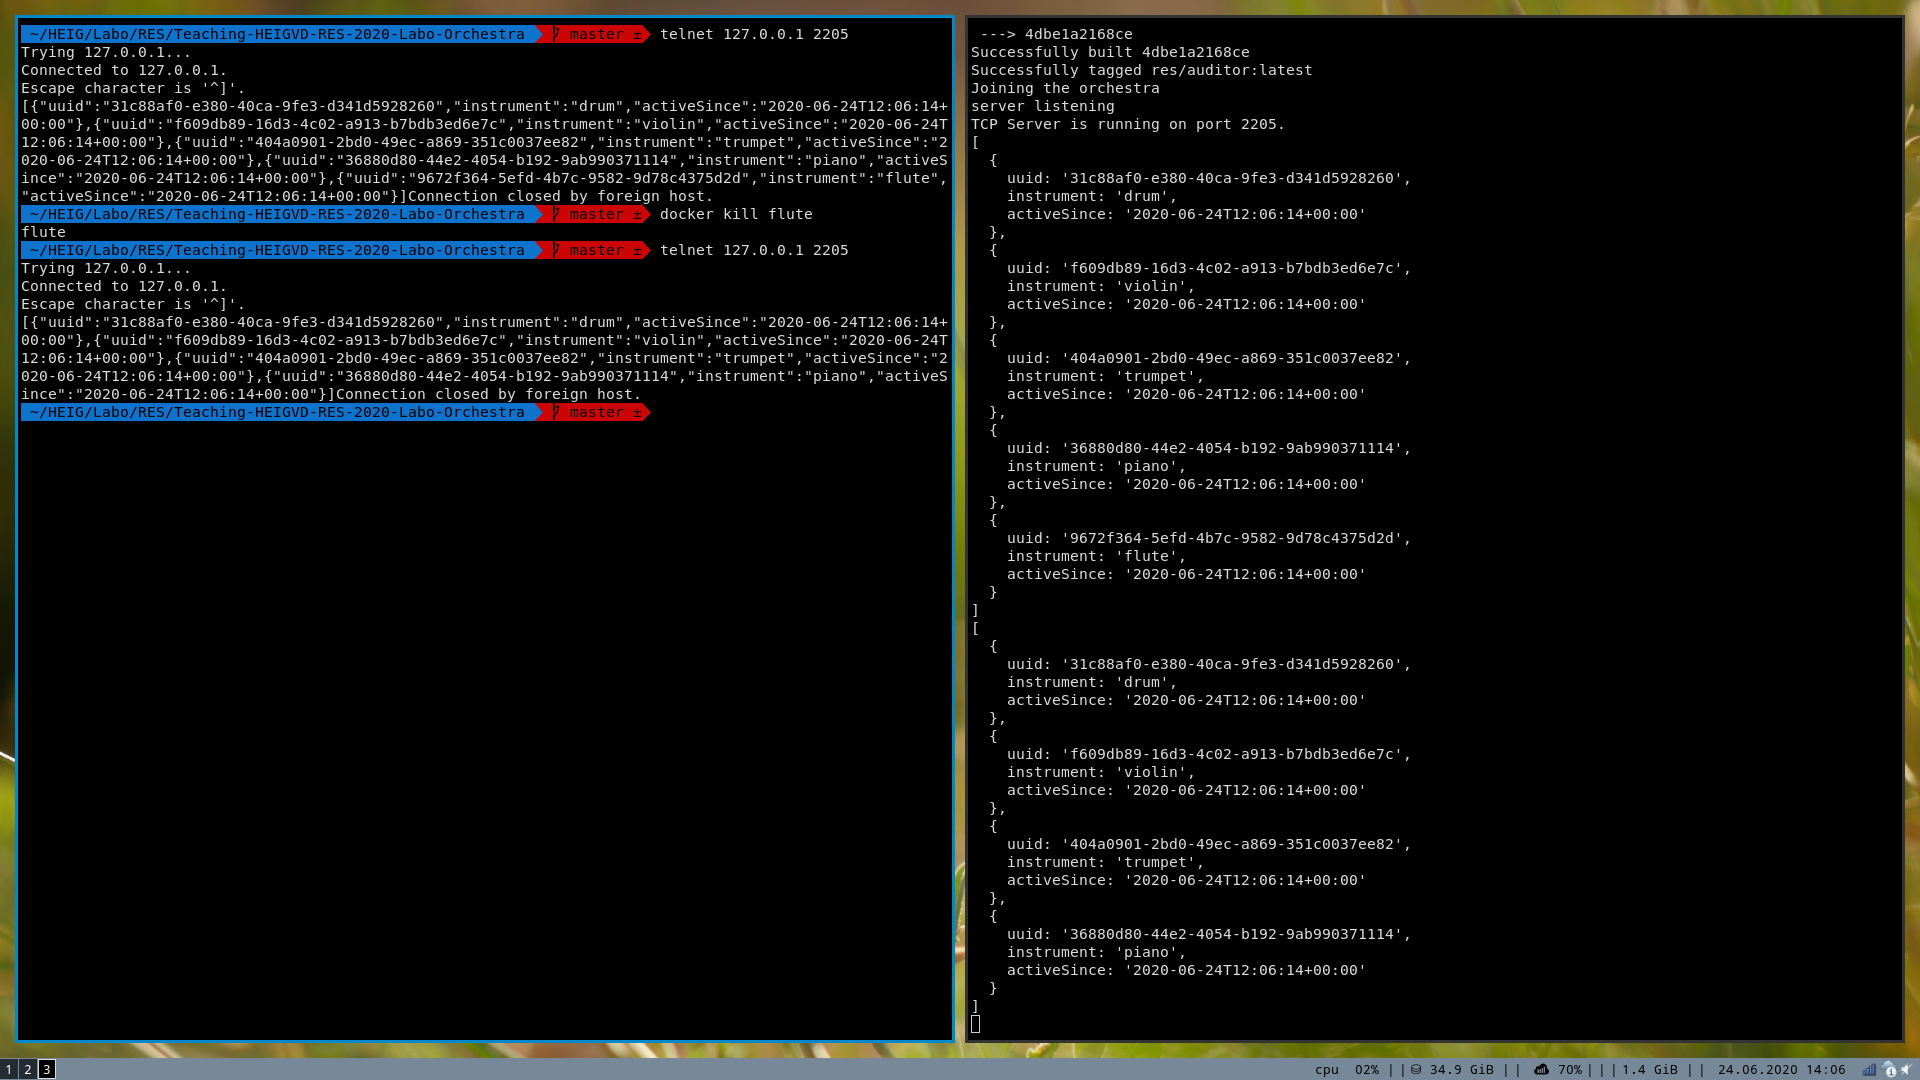 ~/HEIG/Labo/RES/Teaching-HEIGVD-RES-2020-Labo-Orchestra master ± telnet 127.0.0.1 2205
Trying 127.0.0.1...
Connected to 127.0.0.1.
Escape character is '^]'.
[{"uuid":"31c88af0-e380-40ca-9fe3-d341d5928260","instrument":"drum","activeSince":"2020-06-24T12:06:14+
00:00"},{"uuid":"f609db89-16d3-4c02-a913-b7bdb3ed6e7c","instrument":"violin","activeSince":"2020-06-24T
12:06:14+00:00"},{"uuid":"404a0901-2bd0-49ec-a869-351c0037ee82","instrument":"trumpet","activeSince":"2
020-06-24T12:06:14+00:00"},{"uuid":"36880d80-44e2-4054-b192-9ab990371114","instrument":"piano","activeS
ince":"2020-06-24T12:06:14+00:00"},{"uuid":"9672f364-5efd-4b7c-9582-9d78c4375d2d","instrument":"flute",
"activeSince":"2020-06-24T12:06:14+00:00"}]Connection closed by foreign host.
~/HEIG/Labo/RES/Teaching-HEIGVD-RES-2020-Labo-Orchestra master ± docker kill flute
flute
~/HEIG/Labo/RES/Teaching-HEIGVD-RES-2020-Labo-Orchestra master ± telnet 127.0.0.1 2205
Trying 127.0.0.1...
Connected to 127.0.0.1.
Escape character is '^]'.
[{"uuid":"31c88af0-e380-40ca-9fe3-d341d5928260","instrument":"drum","activeSince":"2020-06-24T12:06:14+
00:00"},{"uuid":"f609db89-16d3-4c02-a913-b7bdb3ed6e7c","instrument":"violin","activeSince":"2020-06-24T
12:06:14+00:00"},{"uuid":"404a0901-2bd0-49ec-a869-351c0037ee82","instrument":"trumpet","activeSince":"2
020-06-24T12:06:14+00:00"},{"uuid":"36880d80-44e2-4054-b192-9ab990371114","instrument":"piano","activeS
ince":"2020-06-24T12:06:14+00:00"}]Connection closed by foreign host.
~/HEIG/Labo/RES/Teaching-HEIGVD-RES-2020-Labo-Orchestra master ±
---> 4dbe1a2168ce
Successfully built 4dbe1a2168ce
Successfully tagged res/auditor:latest
Joining the orchestra
server listening
TCP Server is running on port 2205.
[
{
uuid: '31c88af0-e380-40ca-9fe3-d341d5928260',
instrument: 'drum',
activeSince: '2020-06-24T12:06:14+00:00'
},
{
uuid: 'f609db89-16d3-4c02-a913-b7bdb3ed6e7c',
instrument: 'violin',
activeSince: '2020-06-24T12:06:14+00:00'
},
{
uuid: '404a0901-2bd0-49ec-a869-351c0037ee82',
instrument: 'trumpet',
activeSince: '2020-06-24T12:06:14+00:00'
},
{
uuid: '36880d80-44e2-4054-b192-9ab990371114',
instrument: 'piano',
activeSince: '2020-06-24T12:06:14+00:00'
},
{
uuid: '9672f364-5efd-4b7c-9582-9d78c4375d2d',
instrument: 'flute',
activeSince: '2020-06-24T12:06:14+00:00'
}
]
[
{
uuid: '31c88af0-e380-40ca-9fe3-d341d5928260',
instrument: 'drum',
activeSince: '2020-06-24T12:06:14+00:00'
},
{
uuid: 'f609db89-16d3-4c02-a913-b7bdb3ed6e7c',
instrument: 'violin',
activeSince: '2020-06-24T12:06:14+00:00'
},
{
uuid: '404a0901-2bd0-49ec-a869-351c0037ee82',
instrument: 'trumpet',
activeSince: '2020-06-24T12:06:14+00:00'
},
{
uuid: '36880d80-44e2-4054-b192-9ab990371114',
instrument: 'piano',
activeSince: '2020-06-24T12:06:14+00:00'
}
]
1 2 3 cpu 02% || 34.9 GiB || 70% |||1.4 GiB || 24.06.2020 14:06